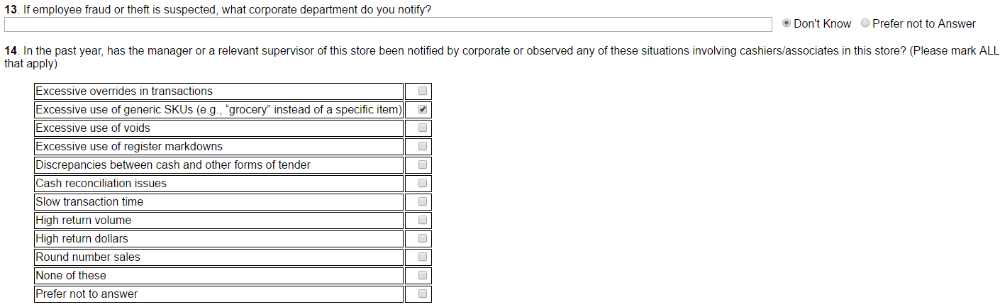 13. If employee fraud or theft is suspected, what corporate department do you notify?
Don't Know Prefer not to Answer
14. In the past year, has the manager or a relevant supervisor of this store been notified by corporate or observed any of these situations involving cashiers/associates in this store? (Please mark ALL
that apply)
Excessive overrides in transactions
Excessive use of generic SKUs (e.g., “grocery” instead of a specific item)
Excessive use of voids
Excessive use of register markdowns
Discrepancies between cash and other forms of tender
Cash reconciliation issues
Slow transaction time
High return volume
High return dollars
Round number sales
None of these
Prefer not to answer